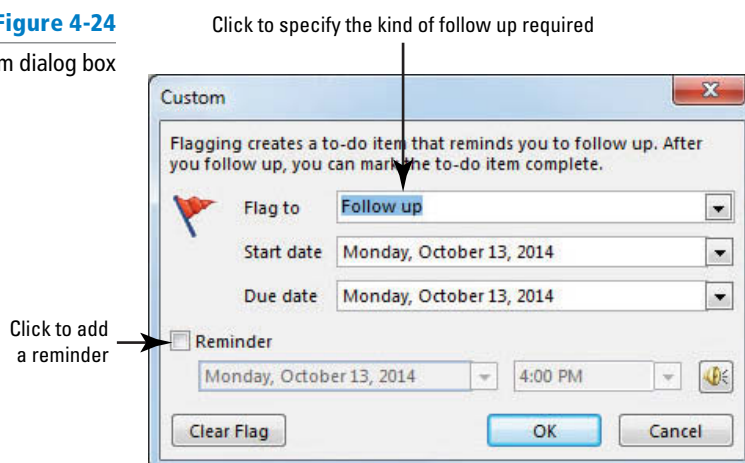 Figure 4-24
m dialog box
Click to specify the kind of follow up required
Custom
Flagging creates a to-do item that reminds you to follow up. After
you follow up, you can mark the to-do item complete.
Flag to
Follow up
Start date
Monday, October 13, 2014
Due date
Monday, October 13, 2014
Click to add
a reminder
Reminder
Monday, October 13, 2014
4:00 PM
Clear Flag
OK
Cancel